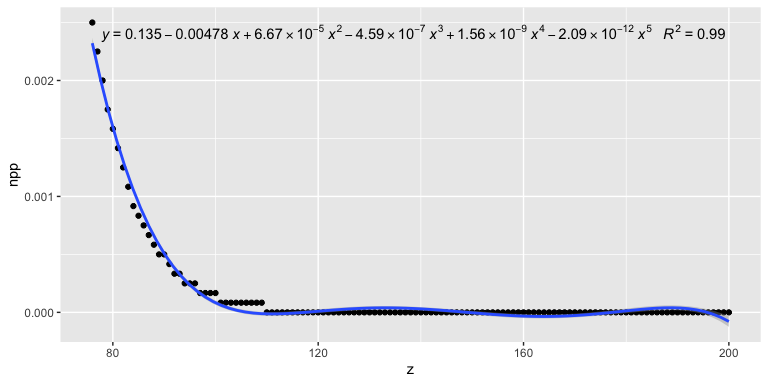 y = 0.135 − 0.00478 x + 6.67 × 10⁻⁵ x² − 4.59 × 10⁻⁷ x³ + 1.56 × 10⁻⁹ x⁴ − 2.09 × 10⁻¹² x⁵   R² = 0.99
0.002
0.001
0.000
npp
80 120 160 200
z